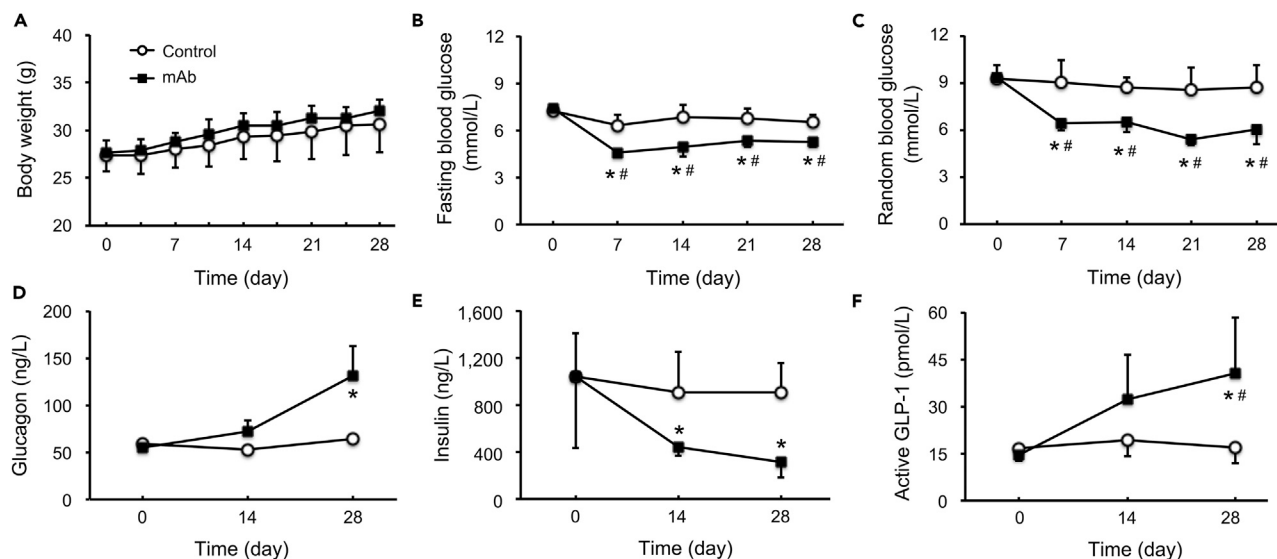 A
Control
mAb
Body weight (g)
40
35
30
25
20
0 7 14 21 28
Time (day)
B
Fasting blood glucose
(mmol/L)
12
9
6
3
0
* # * # * # * #
0 7 14 21 28
Time (day)
C
Random blood glucose
(mmol/L)
12
9
6
3
0
* # * # * # * #
0 7 14 21 28
Time (day)
D
Glucagon (ng/L)
200
150
100
50
0
*
0 14 28
Time (day)
E
Insulin (ng/L)
1,600
1,200
800
400
0
* *
0 14 28
Time (day)
F
Active GLP-1 (pmol/L)
60
45
30
15
0
* #
0 14 28
Time (day)